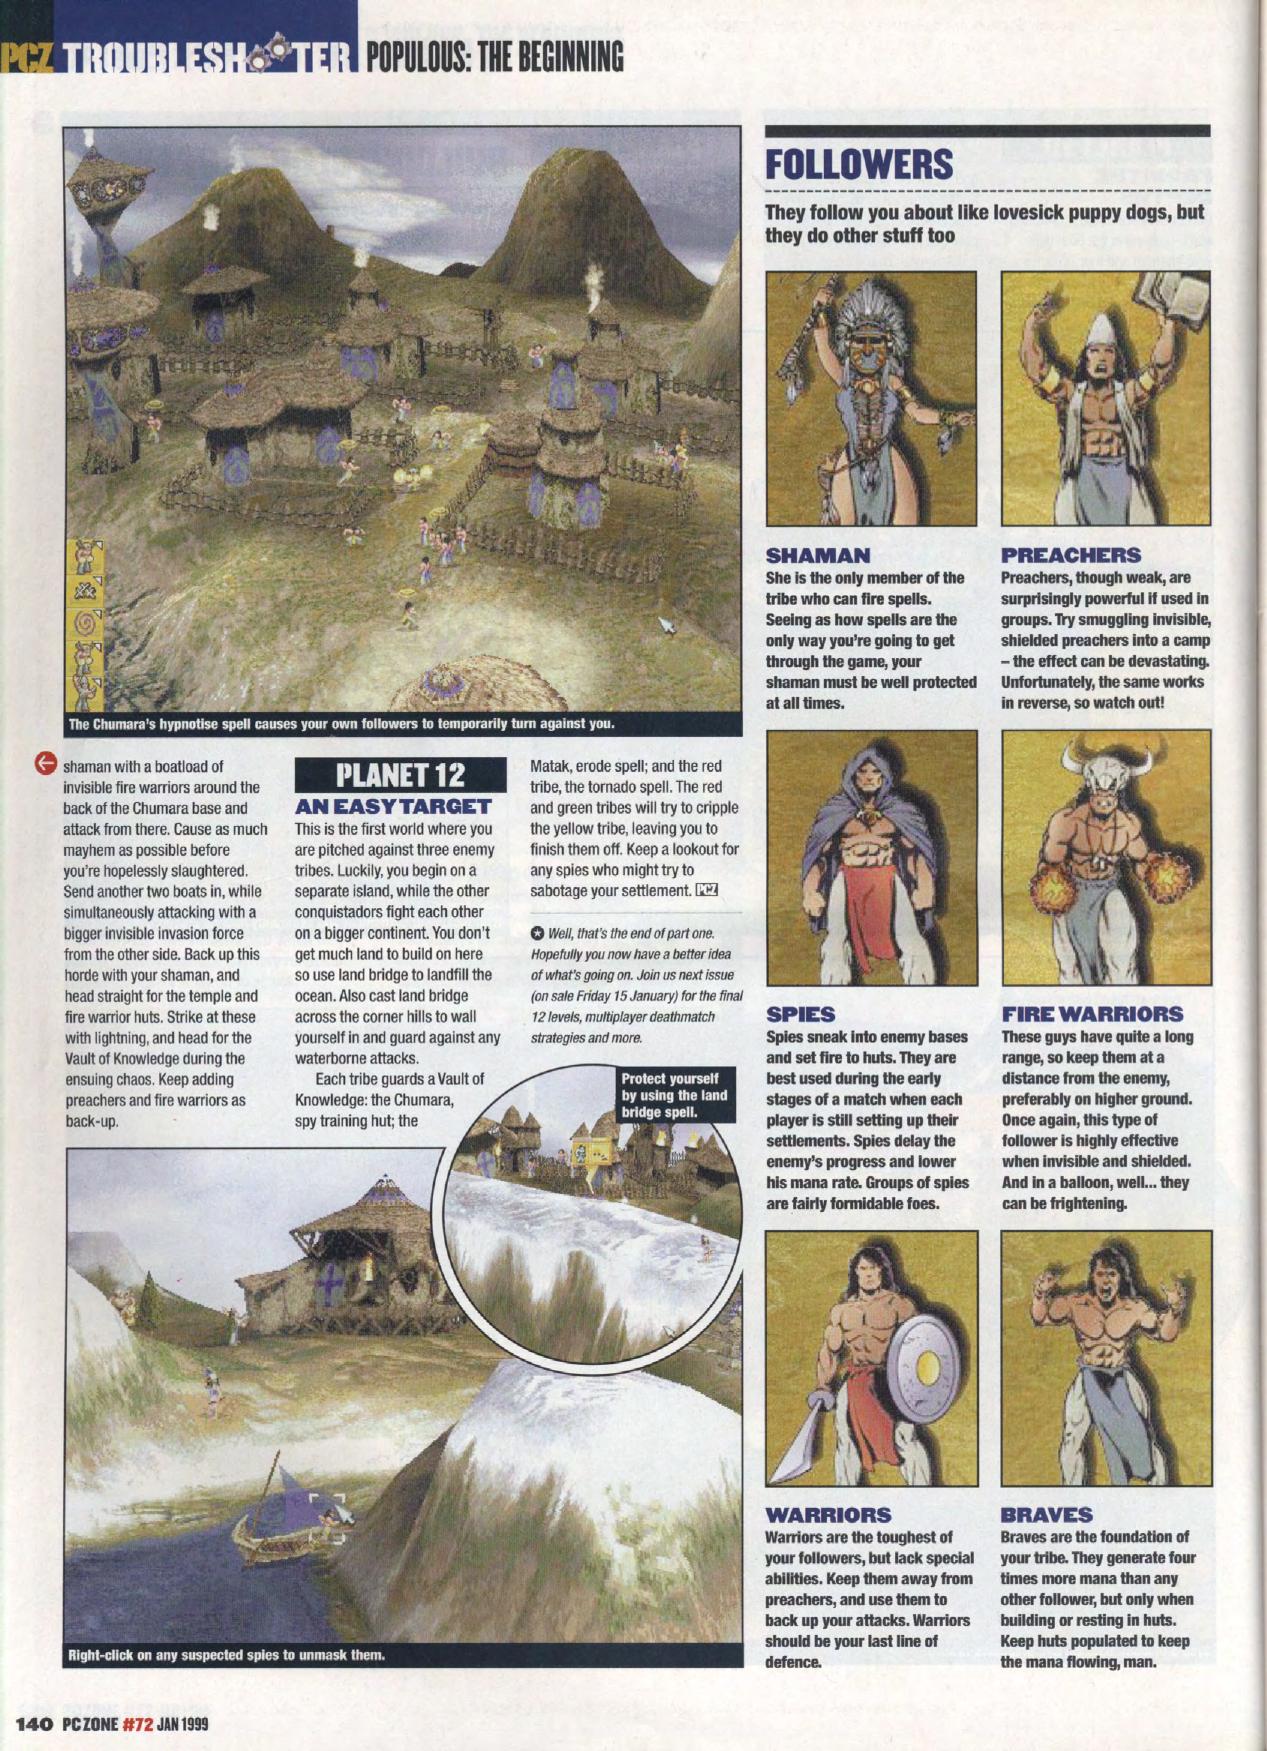 PCZ TROUBLESHOOTER POPULOUS: THE BEGINNING
The Chumara's hypnotise spell causes your own followers to temporarily turn against you.
shaman with a boatload of
invisible fire warriors around the
back of the Chumara base and
attack from there. Cause as much
mayhem as possible before
you're hopelessly slaughtered.
Send another two boats in, while
simultaneously attacking with a
bigger invisible invasion force
from the other side. Back up this
horde with your shaman, and
head straight for the temple and
fire warrior huts. Strike at these
with lightning, and head for the
Vault of Knowledge during the
ensuing chaos. Keep adding
preachers and fire warriors as
back-up.
PLANET 12
AN EASY TARGET
This is the first world where you
are pitched against three enemy
tribes. Luckily, you begin on a
separate island, while the other
conquistadors fight each other
on a bigger continent. You don't
get much land to build on here
so use land bridge to landfill the
ocean. Also cast land bridge
across the corner hills to wall
yourself in and guard against any
waterborne attacks.
Each tribe guards a Vault of
Knowledge: the Chumara,
spy training hut; the
Matak, erode spell; and the red
tribe, the tornado spell. The red
and green tribes will try to cripple
the yellow tribe, leaving you to
finish them off. Keep a lookout for
any spies who might try to
sabotage your settlement. PCZ
Well, that's the end of part one.
Hopefully you now have a better idea
of what's going on. Join us next issue
(on sale Friday 15 January) for the final
12 levels, multiplayer deathmatch
strategies and more.
Protect yourself
by using the land
bridge spell.
Right-click on any suspected spies to unmask them.
FOLLOWERS
They follow you about like lovesick puppy dogs, but
they do other stuff too
SHAMAN
She is the only member of the
tribe who can fire spells.
Seeing as how spells are the
only way you're going to get
through the game, your
shaman must be well protected
at all times.
PREACHERS
Preachers, though weak, are
surprisingly powerful if used in
groups. Try smuggling invisible,
shielded preachers into a camp
– the effect can be devastating.
Unfortunately, the same works
in reverse, so watch out!
SPIES
Spies sneak into enemy bases
and set fire to huts. They are
best used during the early
stages of a match when each
player is still setting up their
settlements. Spies delay the
enemy's progress and lower
his mana rate. Groups of spies
are fairly formidable foes.
FIRE WARRIORS
These guys have quite a long
range, so keep them at a
distance from the enemy,
preferably on higher ground.
Once again, this type of
follower is highly effective
when invisible and shielded.
And in a balloon, well... they
can be frightening.
WARRIORS
Warriors are the toughest of
your followers, but lack special
abilities. Keep them away from
preachers, and use them to
back up your attacks. Warriors
should be your last line of
defence.
BRAVES
Braves are the foundation of
your tribe. They generate four
times more mana than any
other follower, but only when
building or resting in huts.
Keep huts populated to keep
the mana flowing, man.
140 PC ZONE #72 JAN 1999